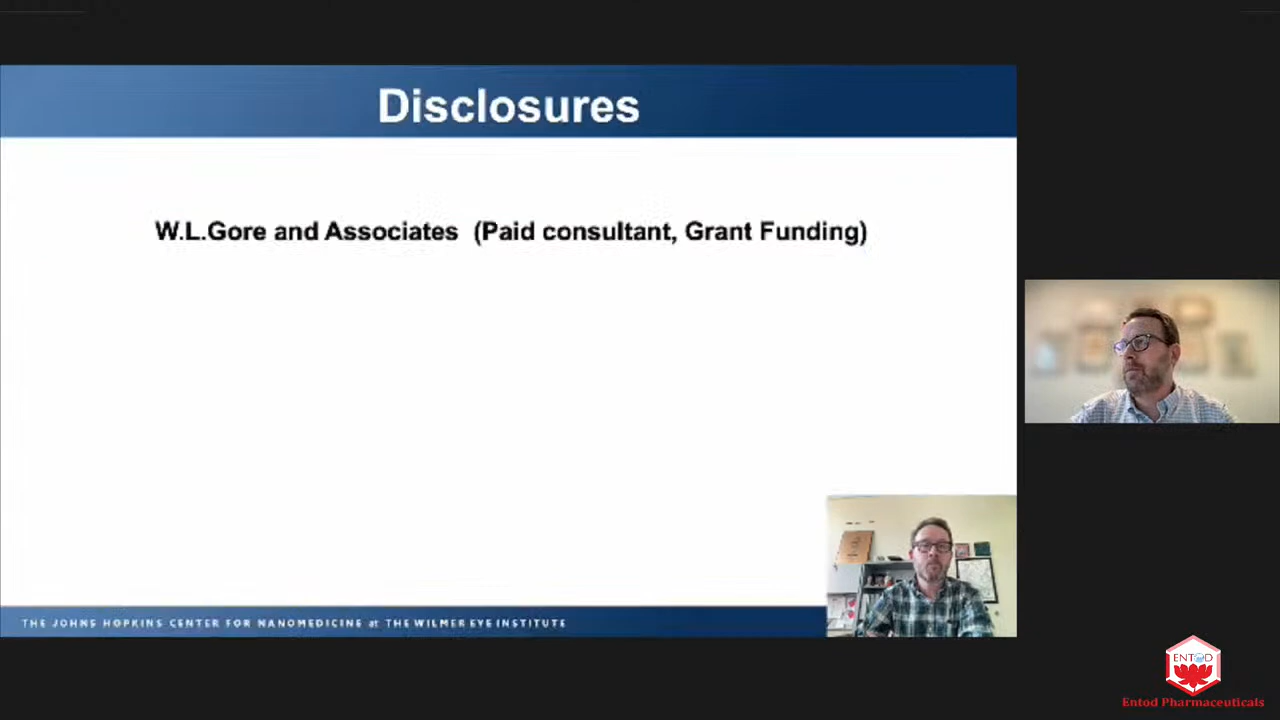 Disclosures
W.L.Gore and Associates (Paid consultant, Grant Funding)
THE JOHNS HOPKINS CENTER FOR NANOMEDICINE at THE WILMER EYE INSTITUTE
ENTOD
Entod Pharmaceuticals